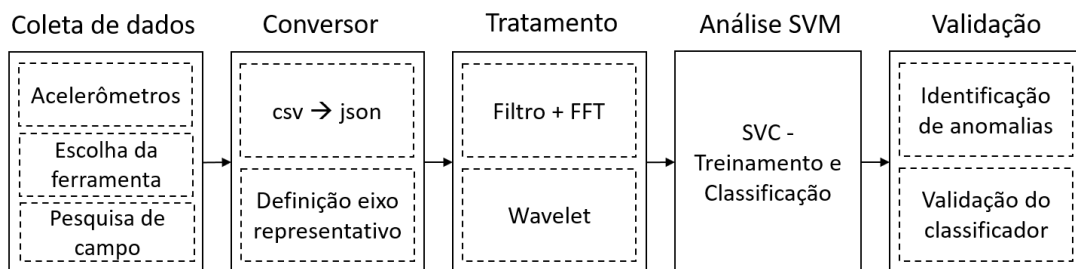 Coleta de dados
Acelerômetros
Escolha da
ferramenta
Pesquisa de
campo
Conversor
csv → json
Definição eixo
representativo
Tratamento
Filtro + FFT
Wavelet
Análise SVM
SVC -
Treinamento e
Classificação
Validação
Identificação
de anomalias
Validação do
classificador